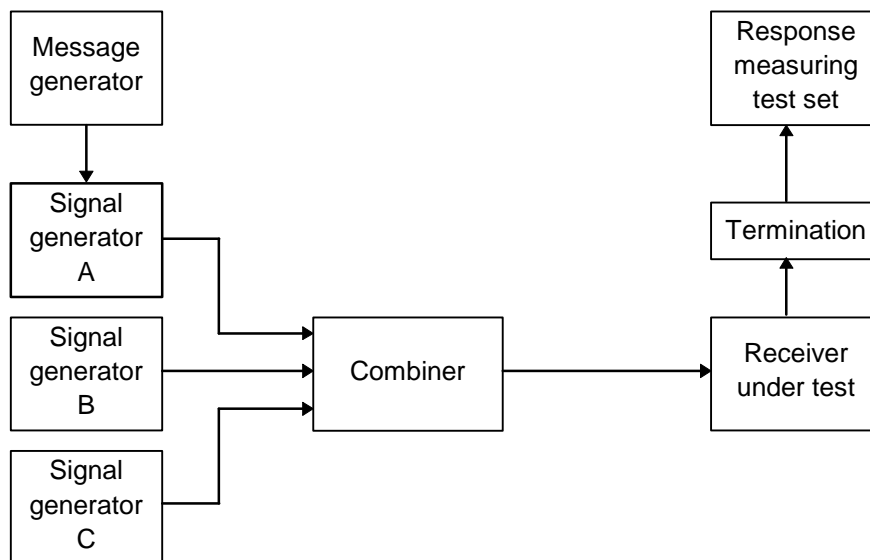 Message
generator
Response
measuring
test set
Signal
generator
A
Termination
Signal
generator
B
Combiner
Receiver
under test
Signal
generator
C